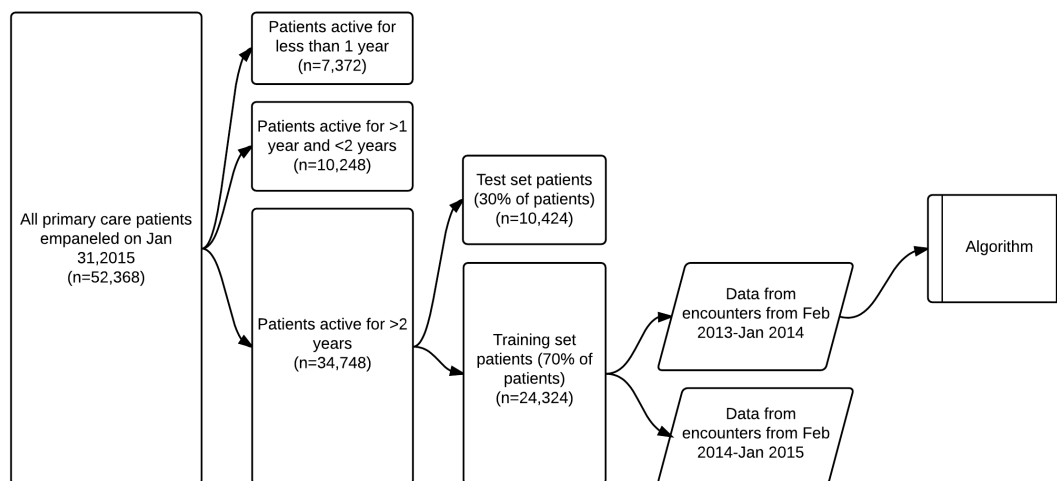 Patients active for
less than 1 year
(n=7,372)
Patients active for >1
year and <2 years
(n=10,248)
All primary care patients
empaneled on Jan
31,2015
(n=52,368)
Patients active for >2
years
(n=34,748)
Test set patients
(30% of patients)
(n=10,424)
Training set
patients (70% of
patients)
(n=24,324)
Data from
encounters from Feb
2013-Jan 2014
Data from
encounters from Feb
2014-Jan 2015
Algorithm